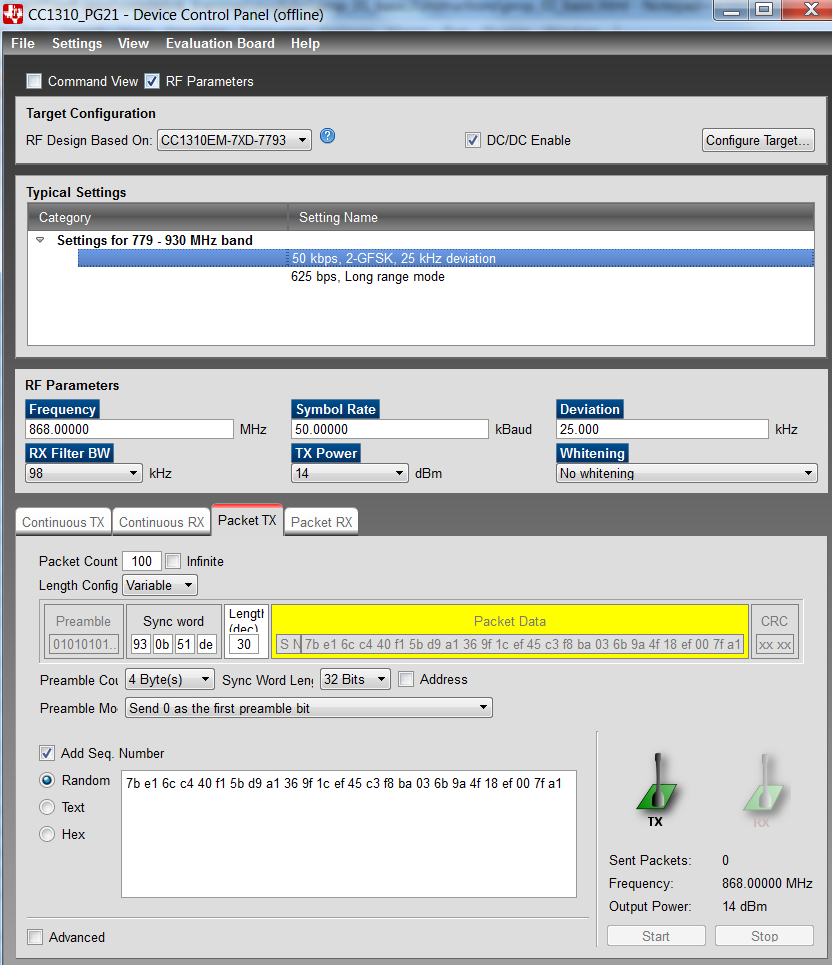 CC1310_PG21 - Device Control Panel (offline)
File Settings View Evaluation Board Help
Command View RF Parameters
Target Configuration
RF Design Based On: CC1310EM-7XD-7793 ? DC/DC Enable Configure Target...
Typical Settings
Category Setting Name
Settings for 779 - 930 MHz band
50 kbps, 2-GFSK, 25 kHz deviation
625 bps, Long range mode
RF Parameters
Frequency Symbol Rate Deviation
868.00000 MHz 50.00000 kBaud 25.000 kHz
RX Filter BW TX Power Whitening
98 kHz 14 dBm No whitening
Continuous TX Continuous RX Packet TX Packet RX
Packet Count 100 Infinite
Length Config Variable
Preamble Sync word Length (dec) Packet Data CRC
01010101.. 93 0b 51 de 30 S N 7b e1 6c c4 40 f1 5b d9 a1 36 9f 1c ef 45 c3 f8 ba 03 6b 9a 4f 18 ef 00 7f a1 xx xx
Preamble Cou 4 Byte(s) Sync Word Leng 32 Bits Address
Preamble Mo Send 0 as the first preamble bit
Add Seq. Number
Random 7b e1 6c c4 40 f1 5b d9 a1 36 9f 1c ef 45 c3 f8 ba 03 6b 9a 4f 18 ef 00 7f a1
Text
Hex
TX RX
Sent Packets: 0
Frequency: 868.00000 MHz
Output Power: 14 dBm
Start Stop
Advanced